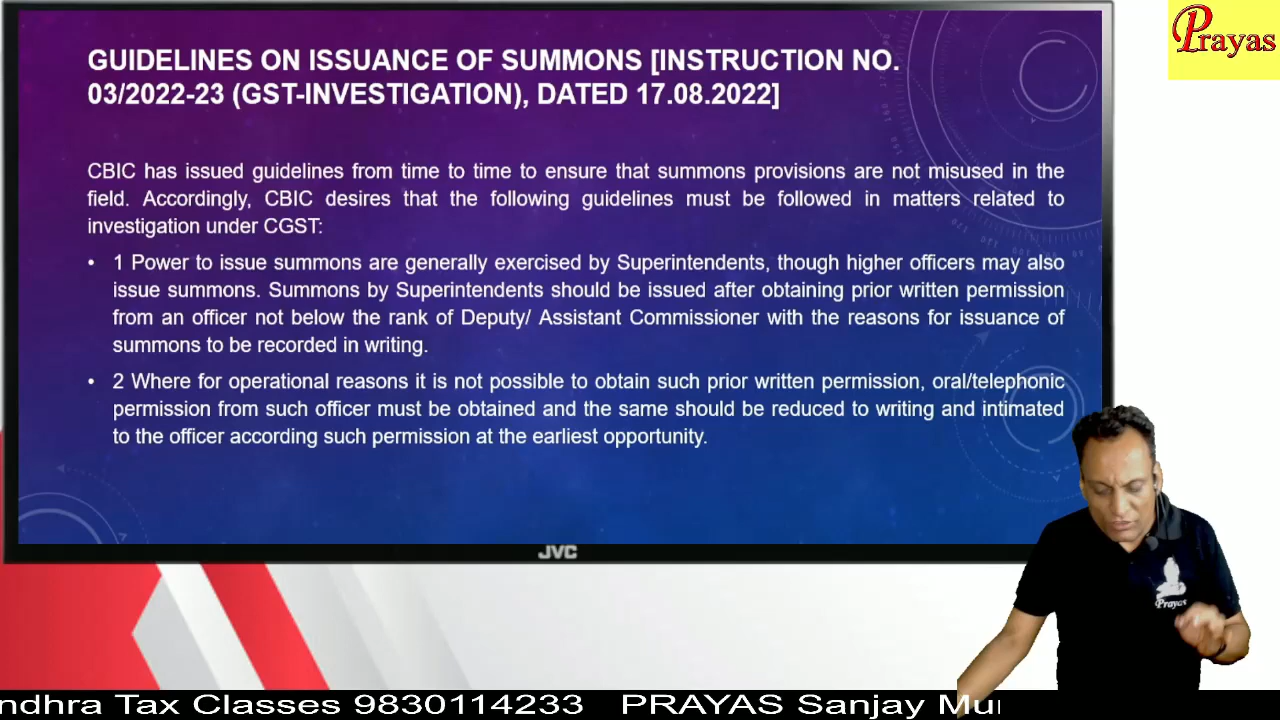 GUIDELINES ON ISSUANCE OF SUMMONS [INSTRUCTION NO.
03/2022-23 (GST-INVESTIGATION), DATED 17.08.2022]
Prayas
CBIC has issued guidelines from time to time to ensure that summons provisions are not misused in the
field. Accordingly, CBIC desires that the following guidelines must be followed in matters related to
investigation under CGST:
• 1 Power to issue summons are generally exercised by Superintendents, though higher officers may also
issue summons. Summons by Superintendents should be issued after obtaining prior written permission
from an officer not below the rank of Deputy/ Assistant Commissioner with the reasons for issuance of
summons to be recorded in writing.
• 2 Where for operational reasons it is not possible to obtain such prior written permission, oral/telephonic
permission from such officer must be obtained and the same should be reduced to writing and intimated
to the officer according such permission at the earliest opportunity.
JVC
Prayas
ndhra Tax Classes 9830114233 PRAYAS Sanjay Mu